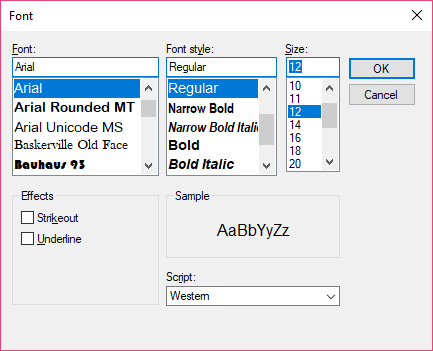 Font
Font:
Font style:
Size:
Arial
Regular
12
OK
Arial
Arial Rounded MT
Arial Unicode MS
Baskerville Old Face
Bauhaus 93
Regular
Narrow Bold
Narrow Bold Itali
Bold
Bold Italic
10
11
12
14
16
18
20
Cancel
Effects
Strikeout
Underline
Sample
AaBbYyZz
Script:
Western